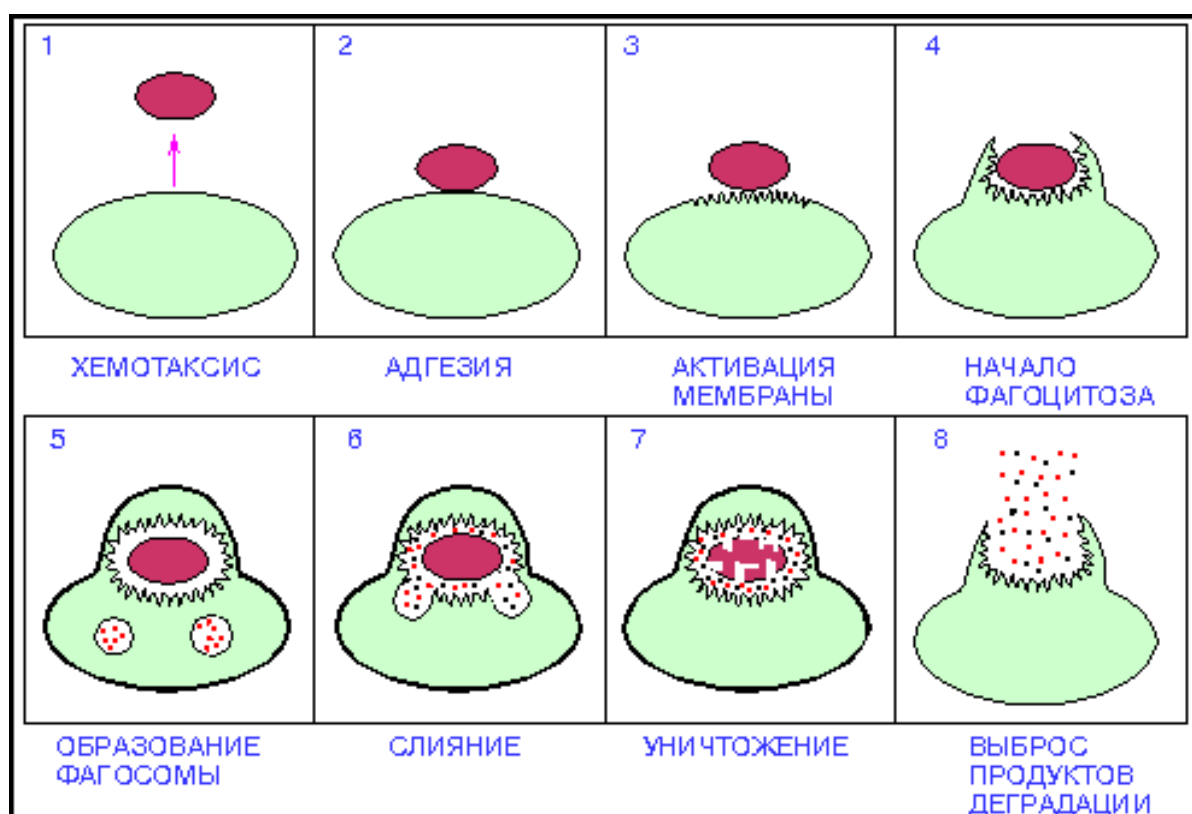 1
2
3
4
ХЕМОТАКСИС
АДГЕЗИЯ
АКТИВАЦИЯ
МЕМБРАНЫ
НАЧАЛО
ФАГОЦИТОЗА
5
6
7
8
ОБРАЗОВАНИЕ
ФАГОСОМЫ
СЛИЯНИЕ
УНИЧТОЖЕНИЕ
ВЫБРОС
ПРОДУКТОВ
ДЕГРАДАЦИИ